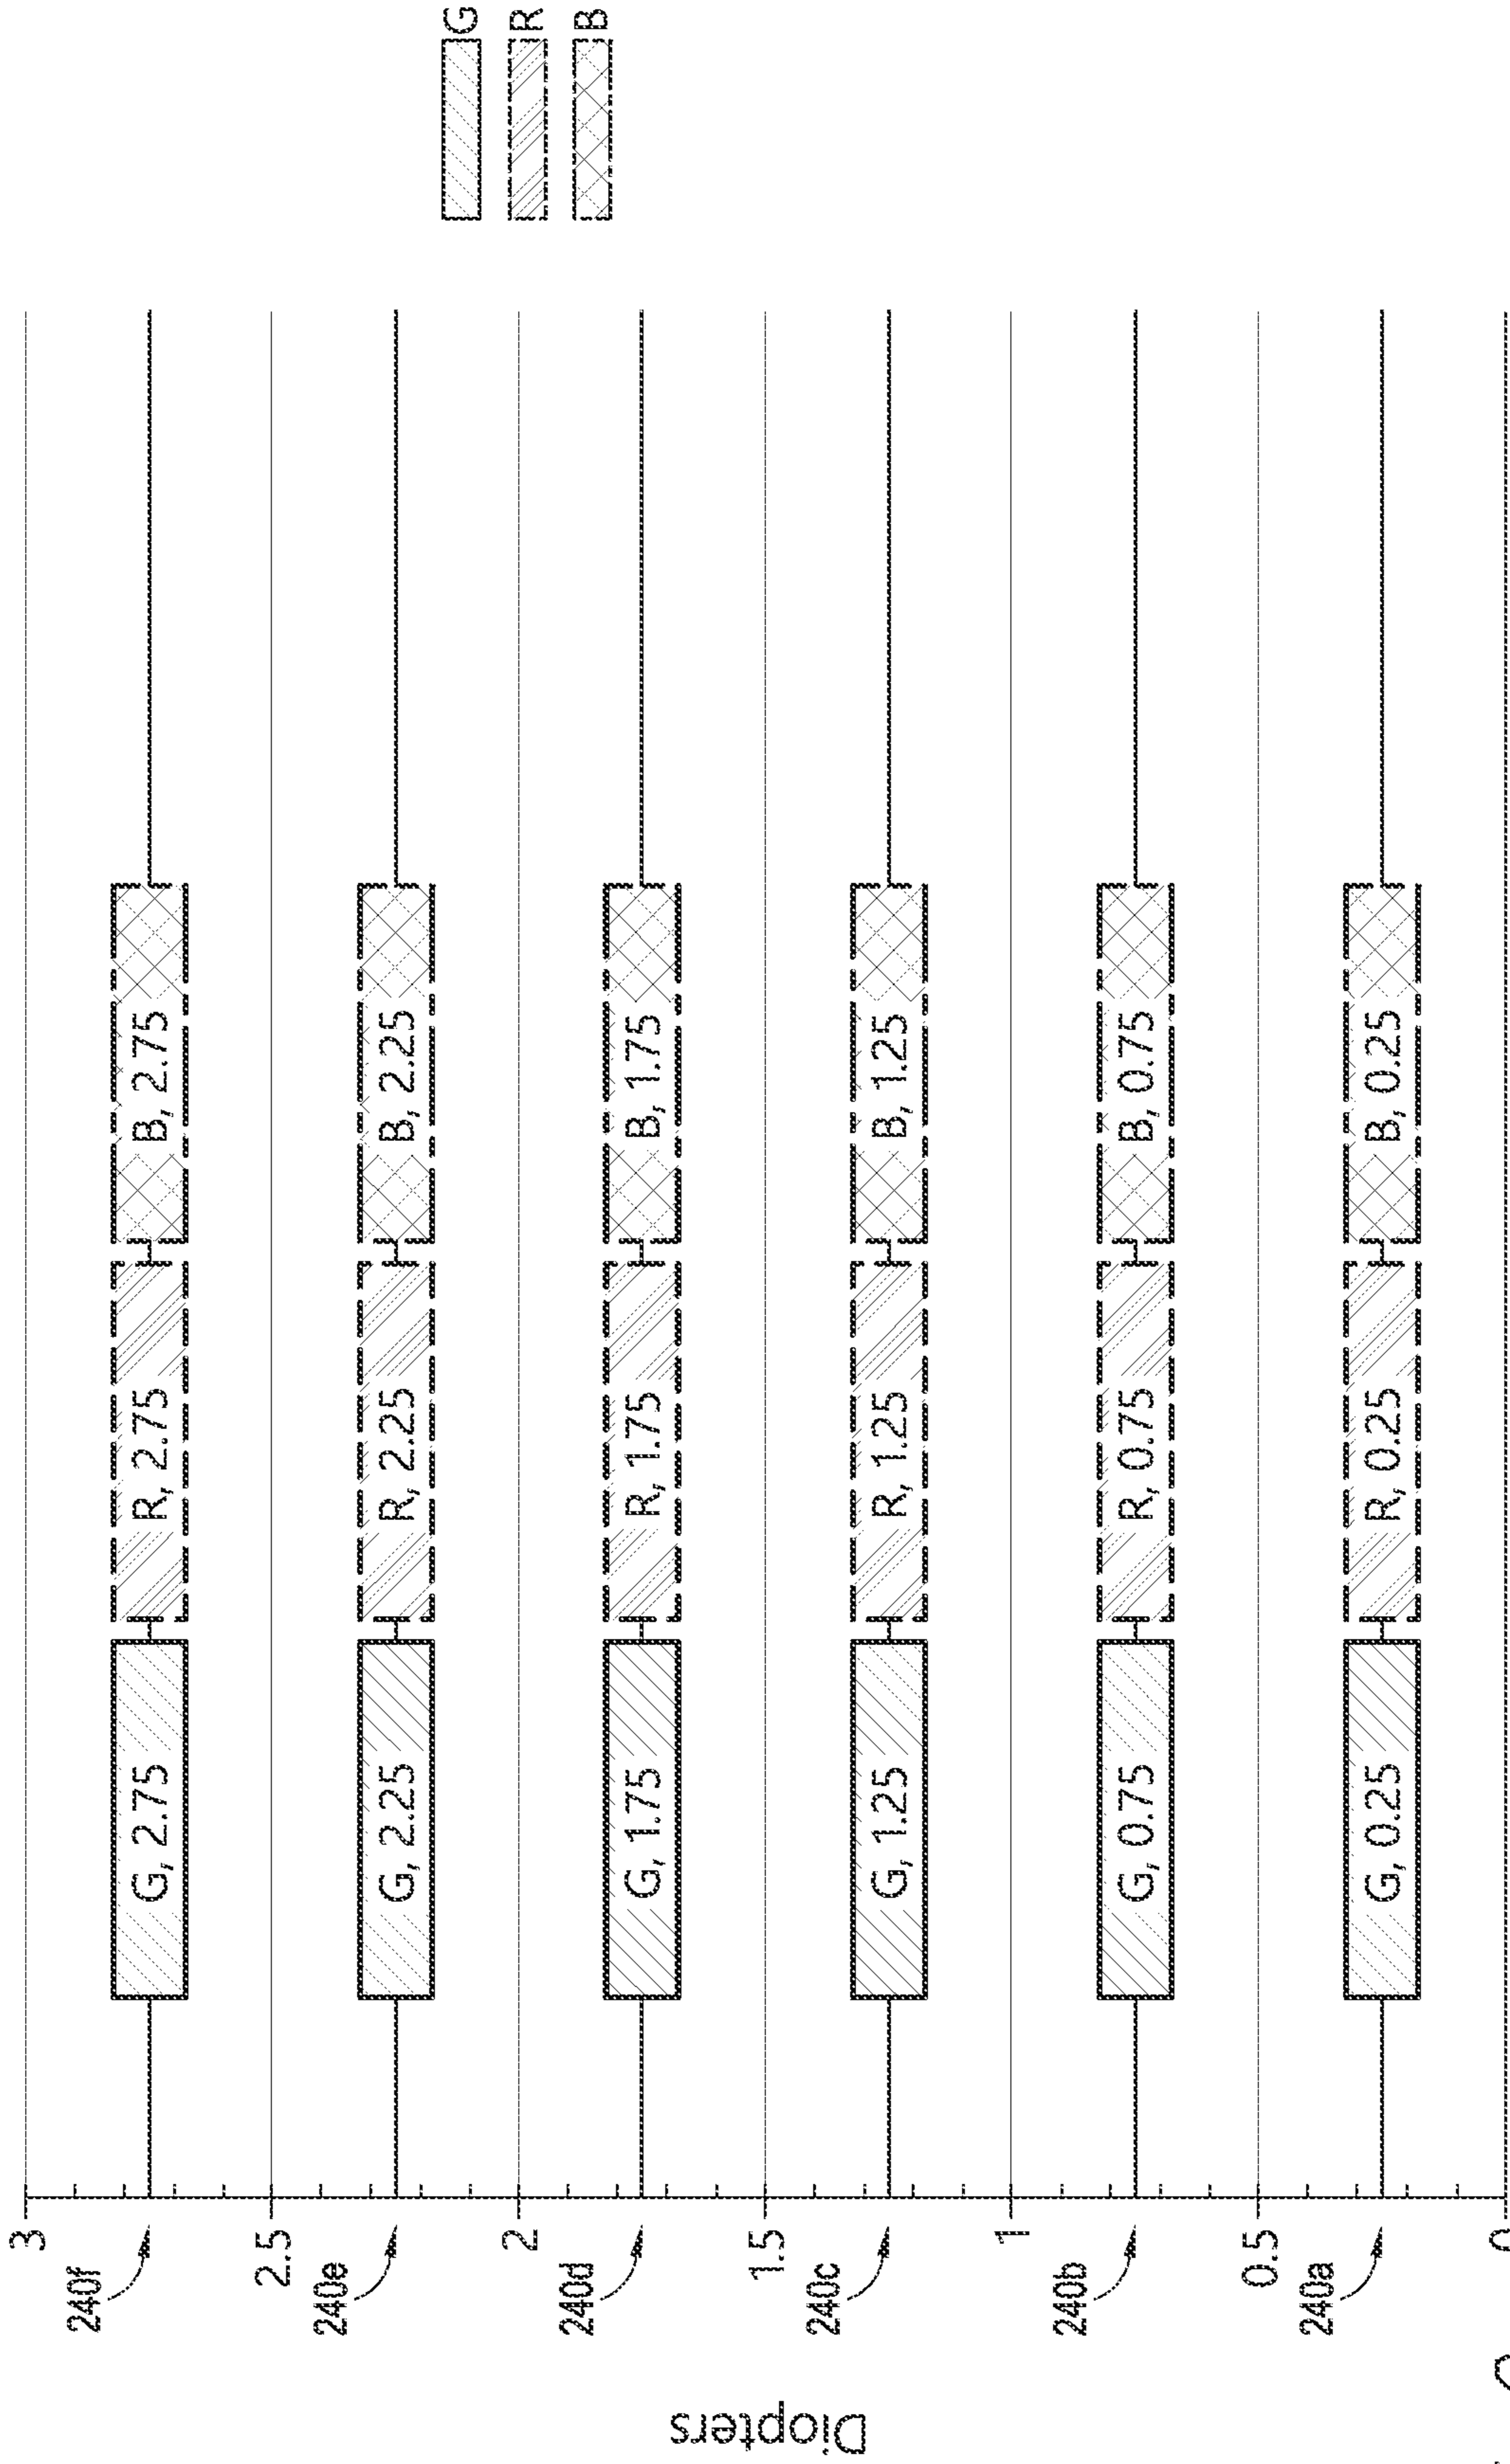 Diopters
3
240f
G, 2.75
R, 2.75
B, 2.75
2.5
240e
G, 2.25
R, 2.25
B, 2.25
2
240d
G, 1.75
R, 1.75
B, 1.75
1.5
240c
G, 1.25
R, 1.25
B, 1.25
1
240b
G, 0.75
R, 0.75
B, 0.75
0.5
240a
G, 0.25
R, 0.25
B, 0.25
0
G
R
B